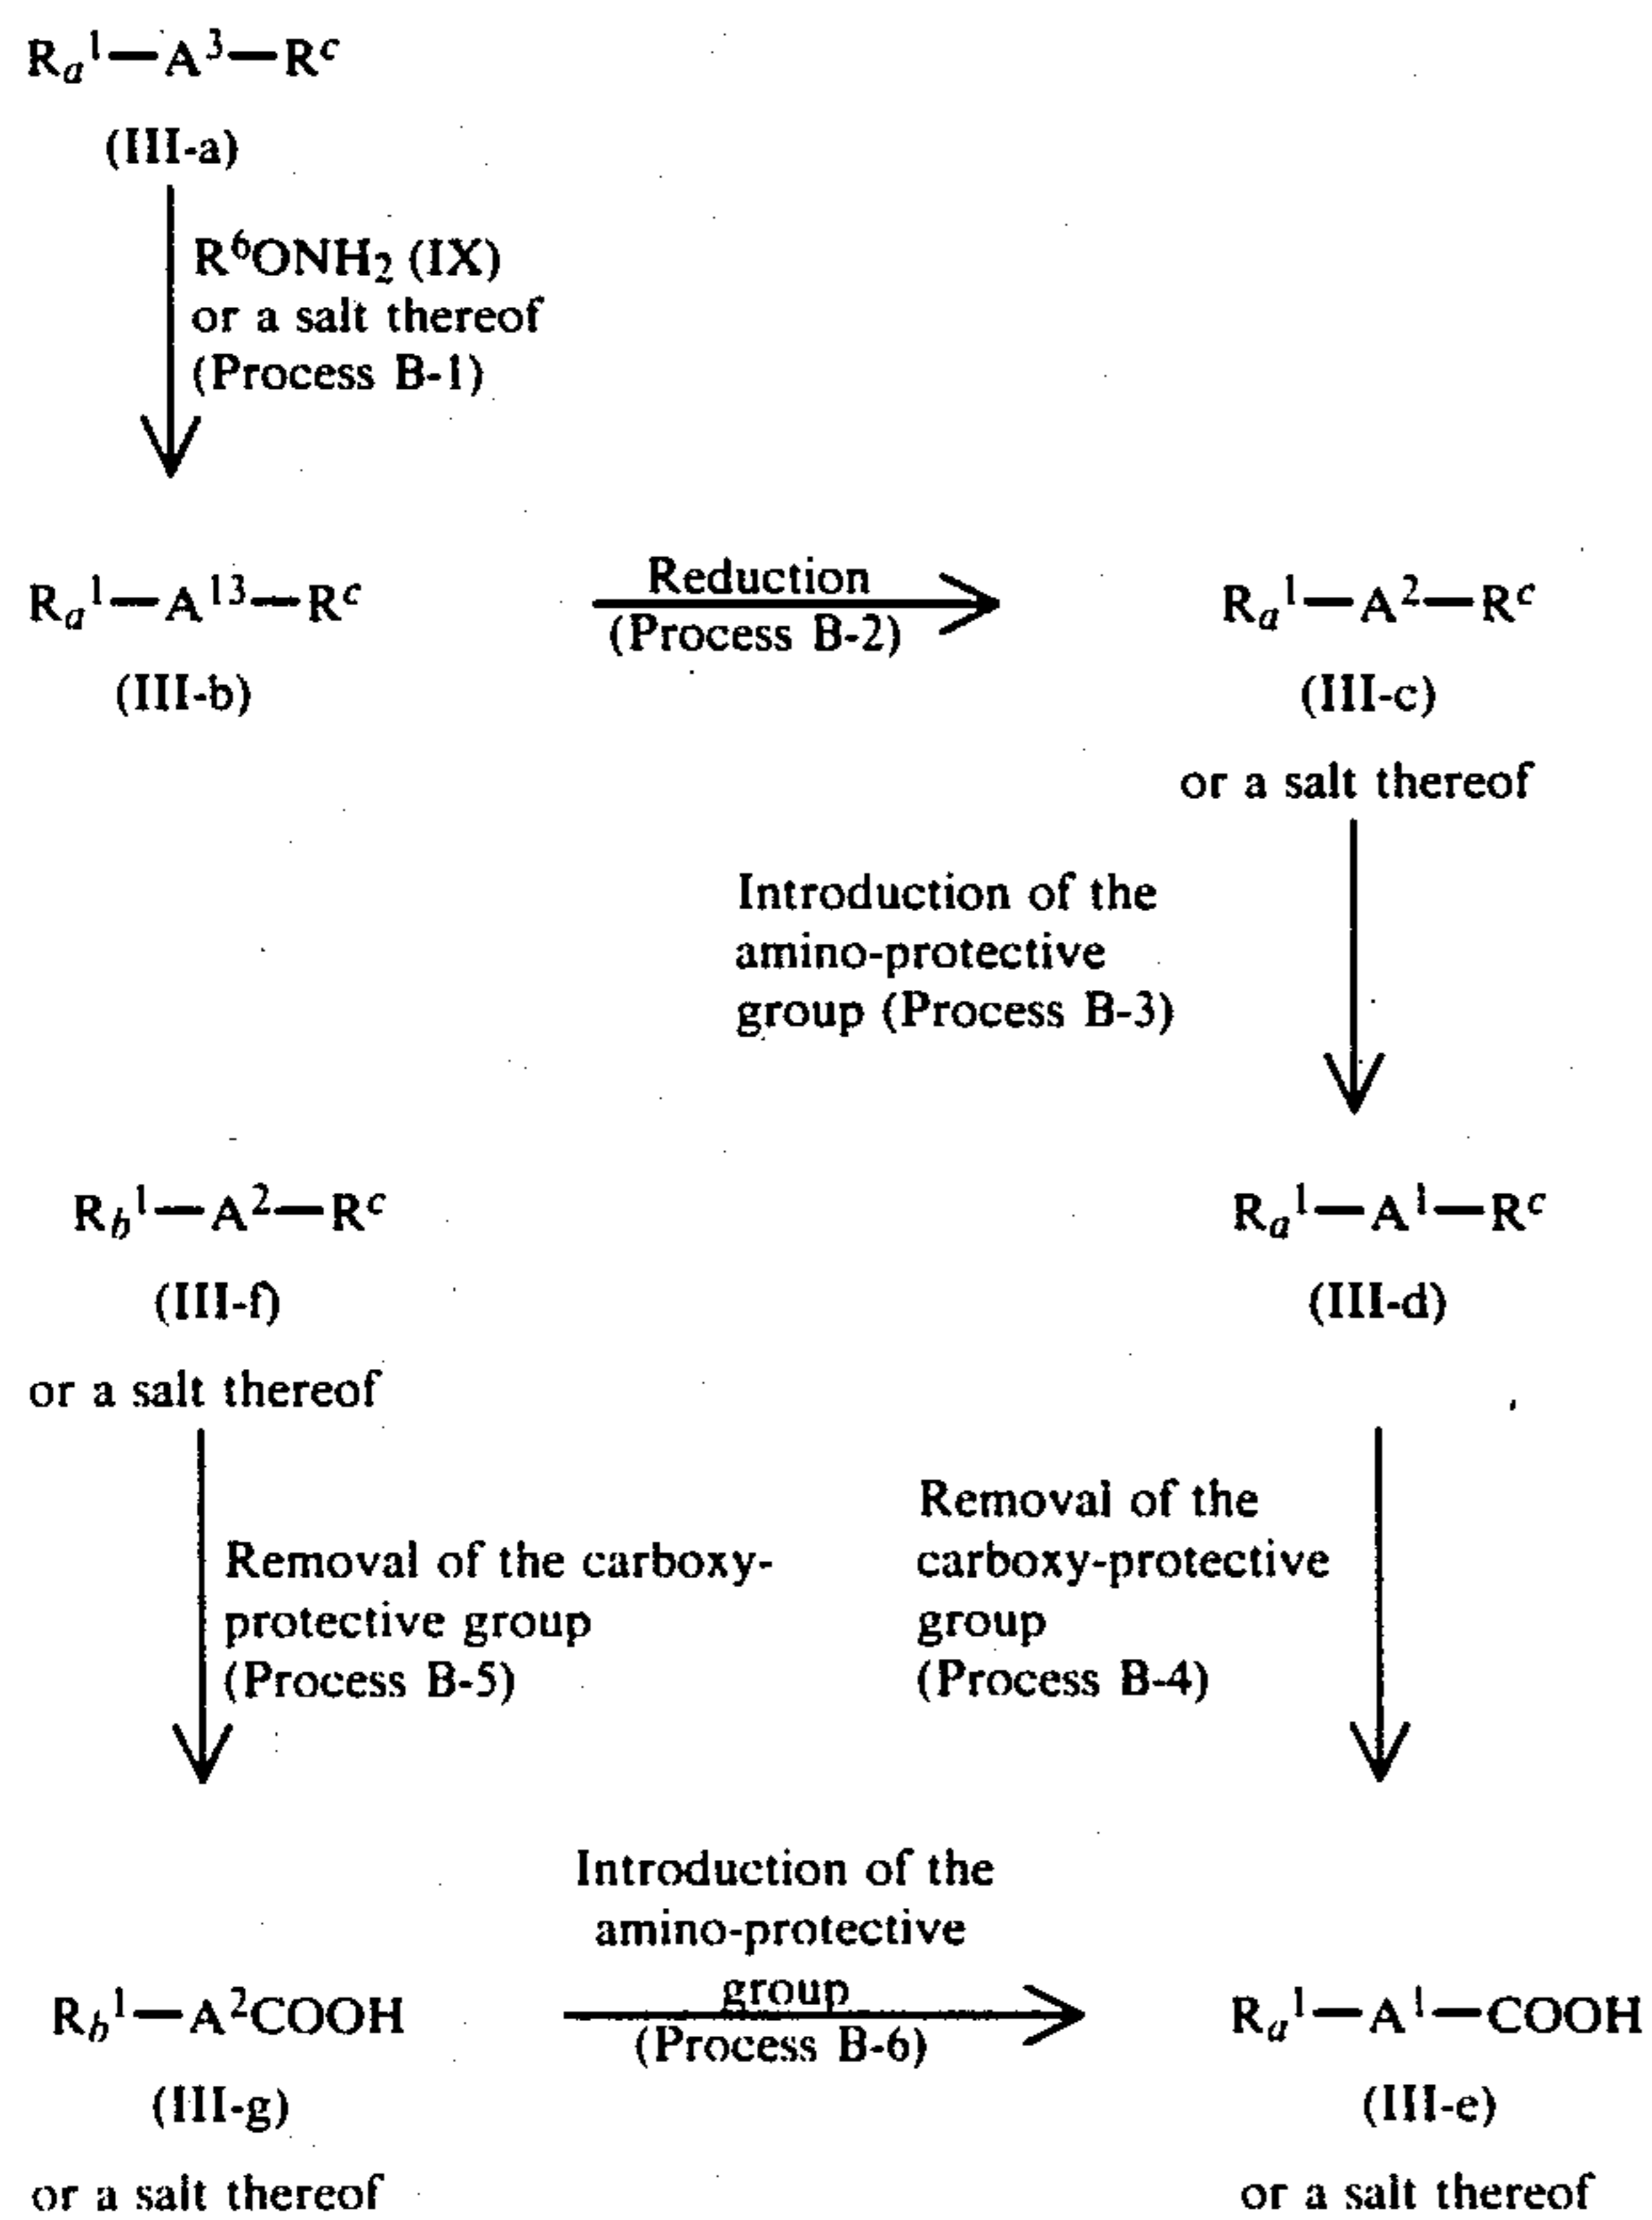 Rₐ¹—A³—Rᶜ
(III-a)
R⁶ONH₂ (IX)
or a salt thereof
(Process B-1)
Rₐ¹—A¹³—Rᶜ
(III-b)
Reduction
(Process B-2)
Rₐ¹—A²—Rᶜ
(III-c)
or a salt thereof
Introduction of the
amino-protective
group (Process B-3)
R_b¹—A²—Rᶜ
(III-f)
or a salt thereof
Rₐ¹—A¹—Rᶜ
(III-d)
Removal of the carboxy-
protective group
(Process B-5)
Removal of the
carboxy-protective
group
(Process B-4)
R_b¹—A²COOH
(III-g)
or a salt thereof
Introduction of the
amino-protective
group
(Process B-6)
Rₐ¹—A¹—COOH
(III-e)
or a salt thereof